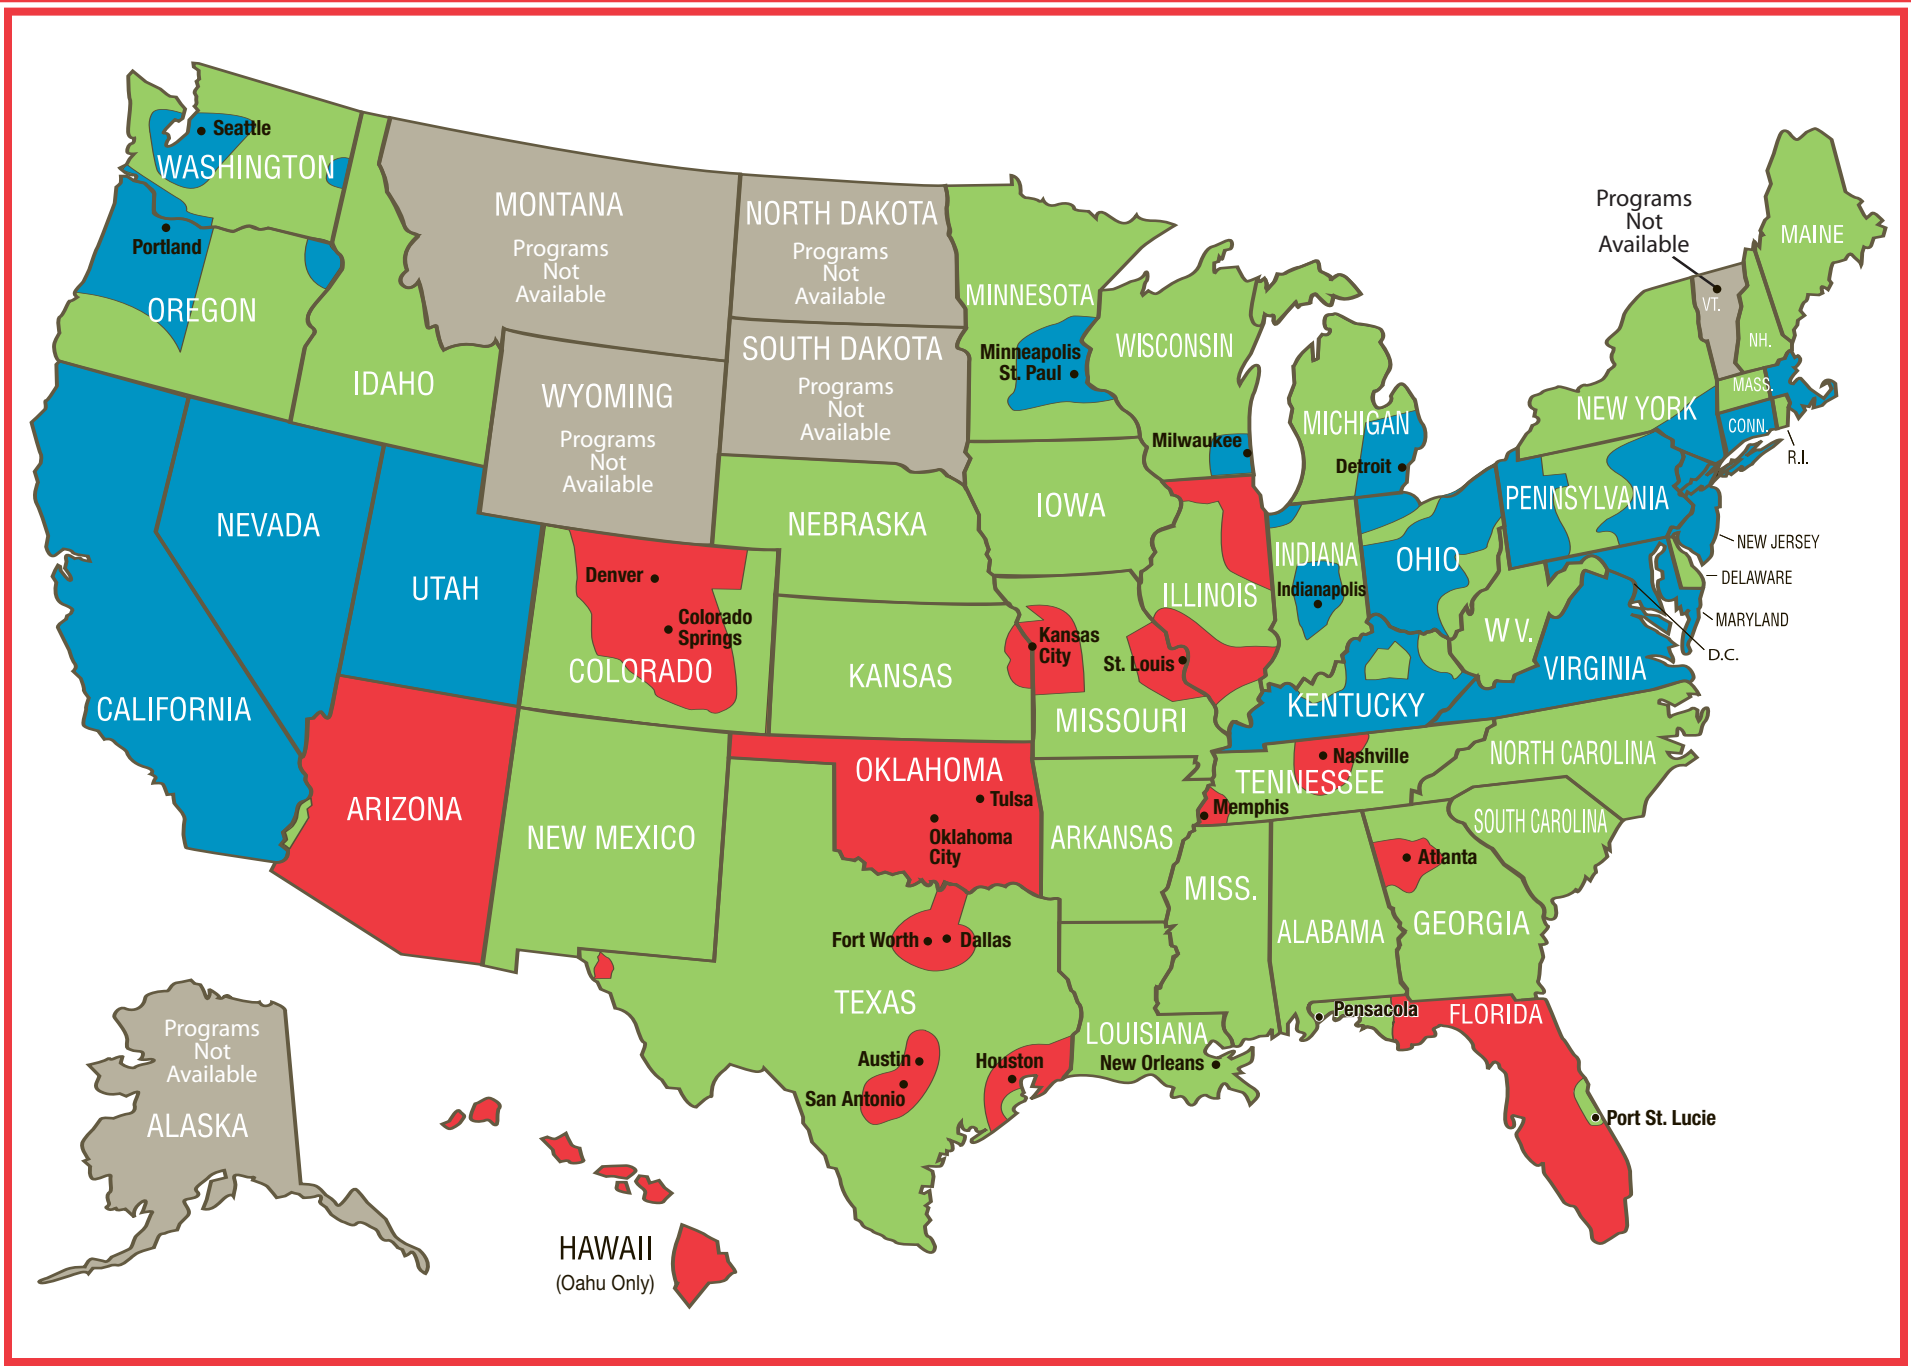 Seattle
WASHINGTON
Portland
OREGON
IDAHO
MONTANA
Programs
Not
Available
NORTH DAKOTA
Programs
Not
Available
SOUTH DAKOTA
Programs
Not
Available
WYOMING
Programs
Not
Available
MINNESOTA
Minneapolis
St. Paul
WISCONSIN
Milwaukee
MICHIGAN
Detroit
Programs
Not
Available
VT.
MAINE
NH.
MASS.
NEW YORK
CONN.
R.I.
PENNSYLVANIA
NEW JERSEY
DELAWARE
MARYLAND
D.C.
NEVADA
UTAH
CALIFORNIA
ARIZONA
Denver
Colorado
Springs
COLORADO
NEBRASKA
KANSAS
IOWA
Kansas
City
St. Louis
MISSOURI
ILLINOIS
INDIANA
Indianapolis
OHIO
W V.
VIRGINIA
KENTUCKY
NORTH CAROLINA
Nashville
TENNESSEE
Memphis
SOUTH CAROLINA
OKLAHOMA
Tulsa
Oklahoma
City
NEW MEXICO
ARKANSAS
MISS.
ALABAMA
Atlanta
GEORGIA
Fort Worth
Dallas
TEXAS
Austin
San Antonio
Houston
LOUISIANA
New Orleans
Pensacola
FLORIDA
Port St. Lucie
Programs
Not
Available
ALASKA
HAWAII
(Oahu Only)